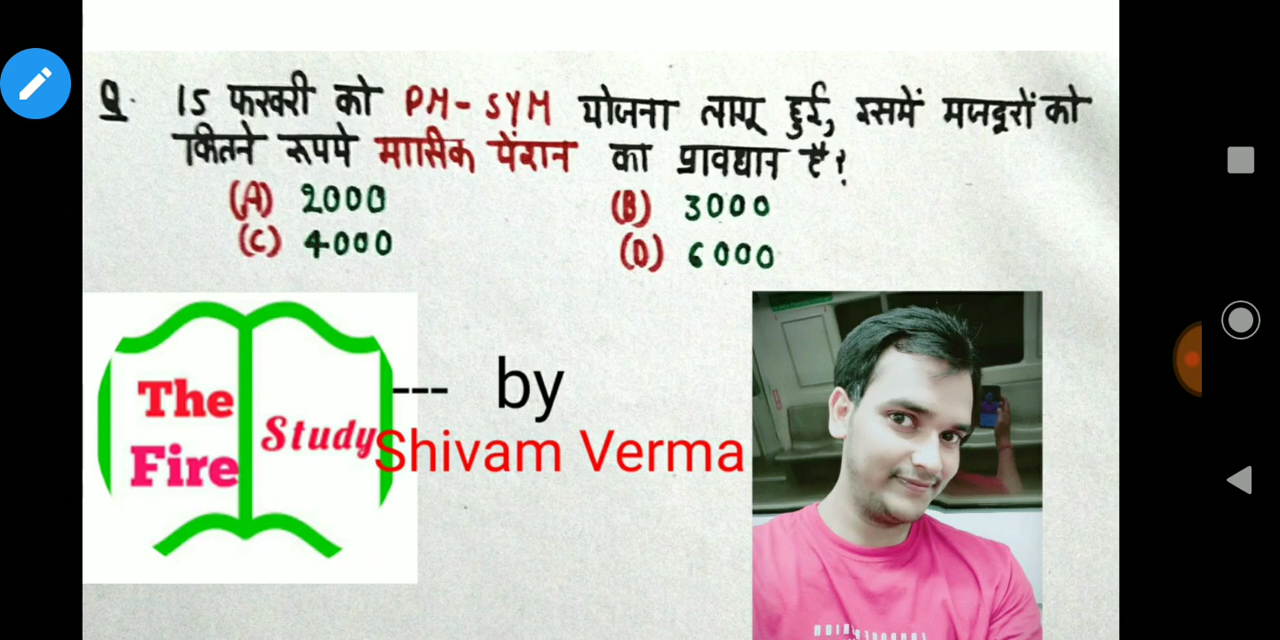 Q. 15 फरवरी को PM-SYM योजना लागू हुई, इसमें मजदूरों को
कितने रूपये मासिक पेंशन का प्रावधान है?
(A) 2000 (B) 3000
(C) 4000 (D) 6000
The Fire Study --- by
Shivam Verma